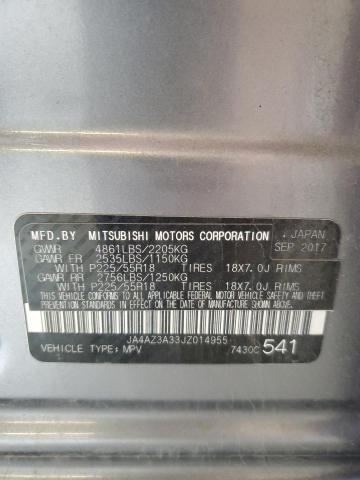 MFD.BY MITSUBISHI MOTORS CORPORATION
JAPAN
GVWR 4861LBS/2205KG
SEP 2017
GAWR FR 2535LBS/1150KG
WITH P225/55R18 TIRES 18X7.0J RIMS
GAWR RR 2756LBS/1250KG
WITH P225/55R18 TIRES 18X7.0J RIMS
THIS VEHICLE CONFORMS TO ALL APPLICABLE FEDERAL MOTOR VEHICLE SAFETY, BUMPER AND THEFT
PREVENTION STANDARDS IN EFFECT ON THE DATE OF MANUFACTURE SHOWN ABOVE.
JA4AZ3A33JZ014955
VEHICLE TYPE: MPV 7430C 541